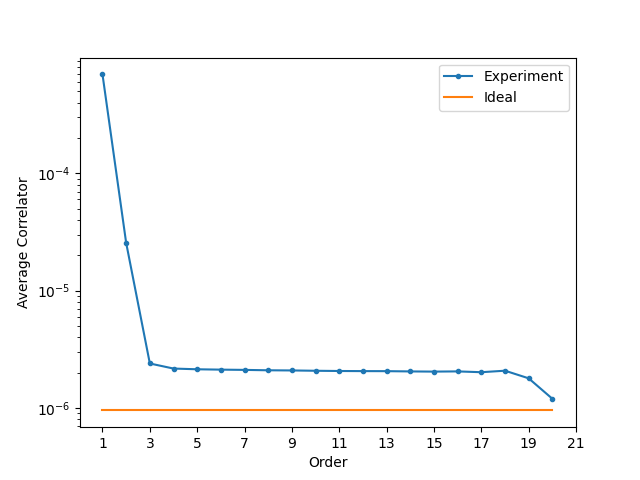 Experiment
Ideal
Average Correlator
10⁻⁴
10⁻⁵
10⁻⁶
1 3 5 7 9 11 13 15 17 19 21
Order